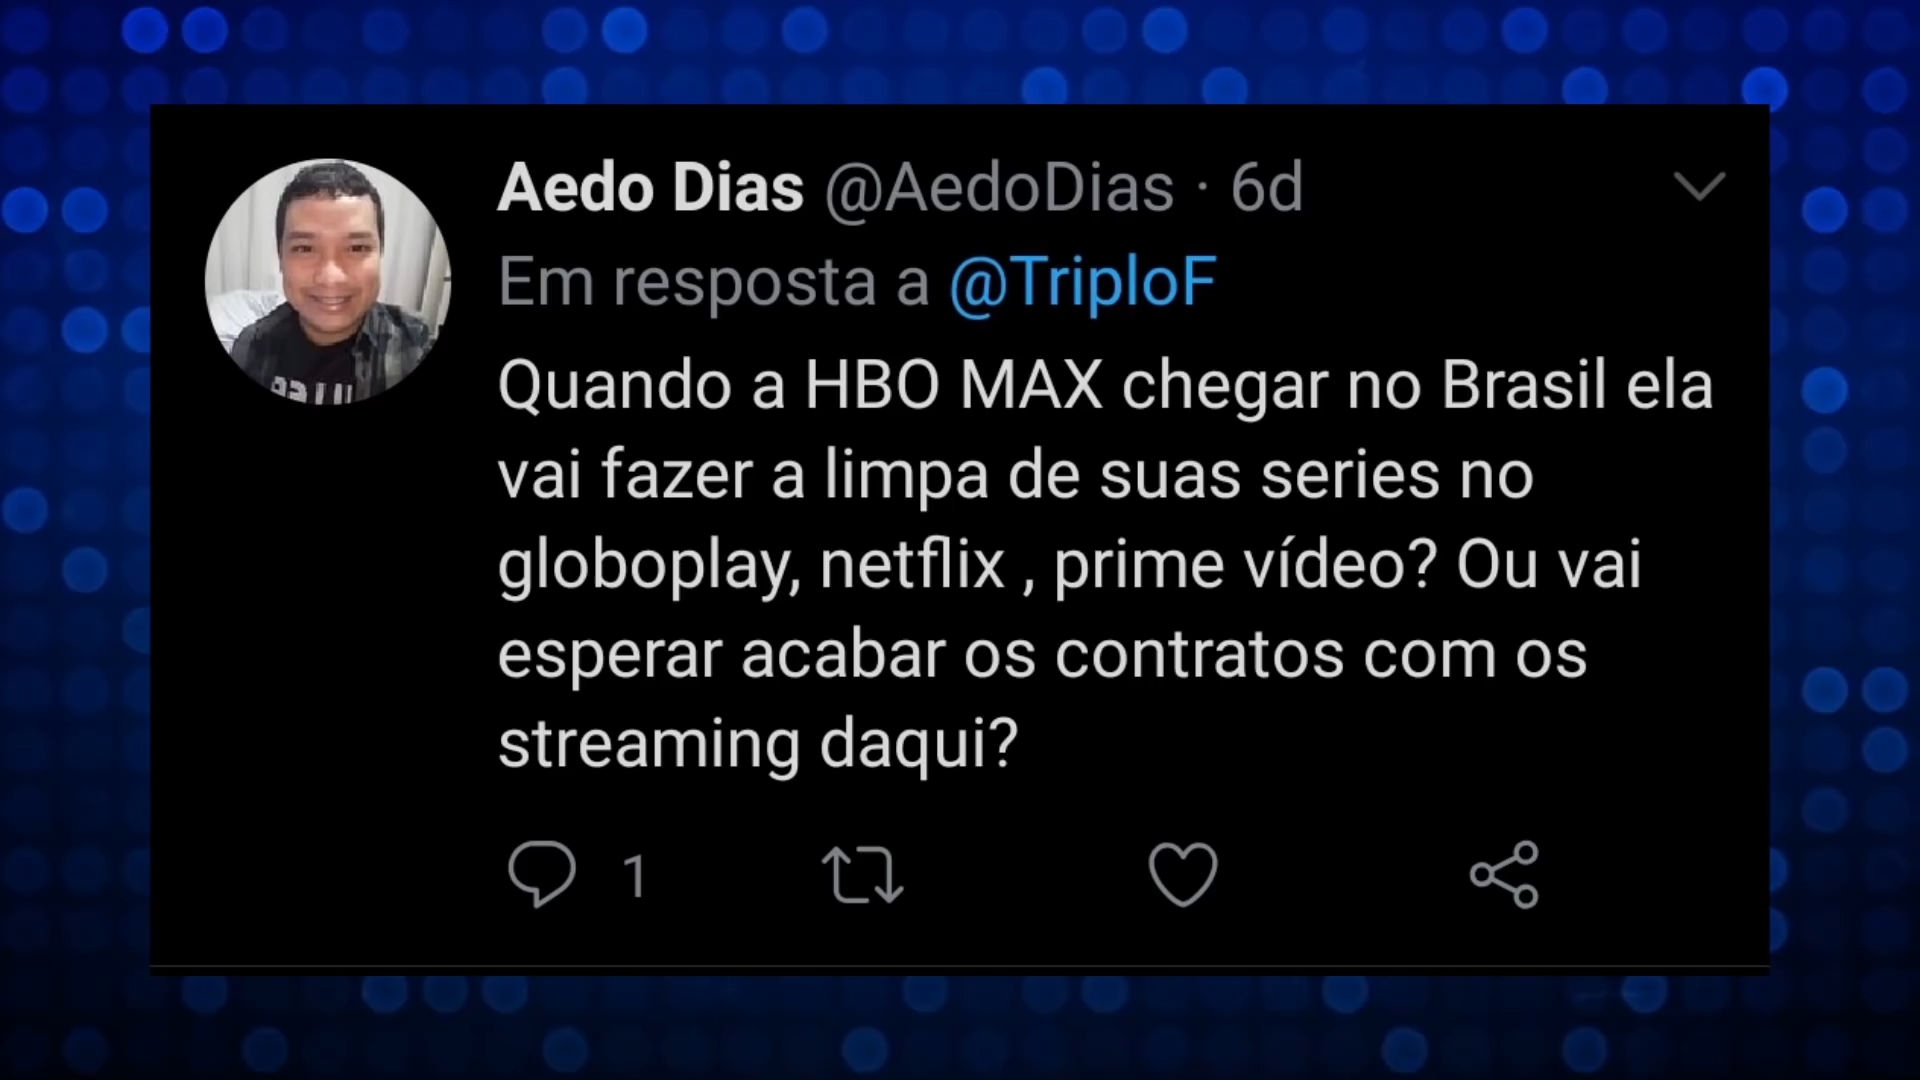 Aedo Dias @AedoDias · 6d
Em resposta a @TriploF
Quando a HBO MAX chegar no Brasil ela
vai fazer a limpa de suas series no
globoplay, netflix , prime vídeo? Ou vai
esperar acabar os contratos com os
streaming daqui?
1